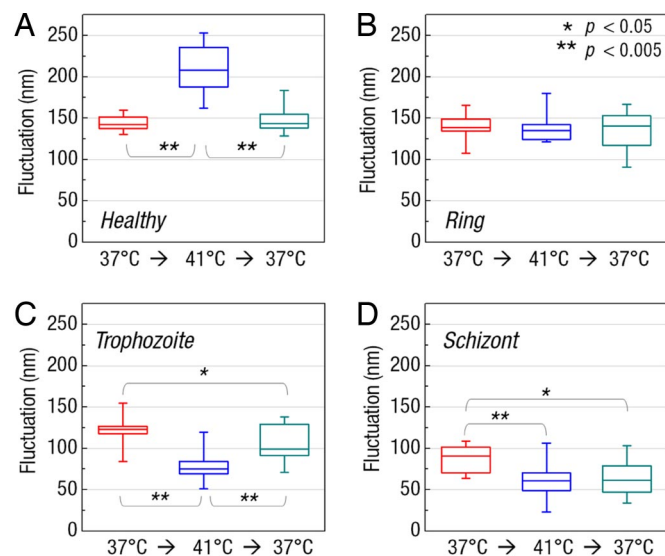 A
Fluctuation (nm)
250
200
150
100
50
0
** **
Healthy
37°C → 41°C → 37°C
B
* p < 0.05
** p < 0.005
Fluctuation (nm)
250
200
150
100
50
0
Ring
37°C → 41°C → 37°C
C
Fluctuation (nm)
250
200
150
100
50
0
Trophozoite
*
** **
37°C → 41°C → 37°C
D
Fluctuation (nm)
250
200
150
100
50
0
Schizont
*
**
37°C → 41°C → 37°C